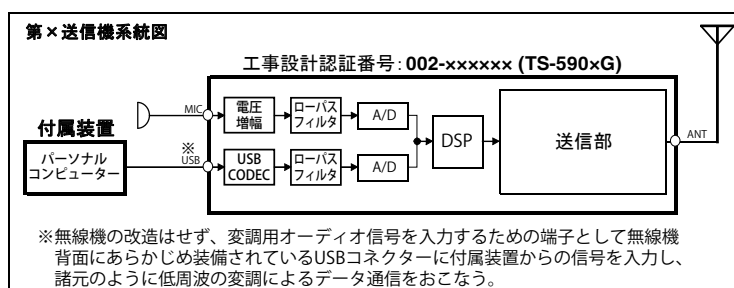 第×送信機系統図
工事設計認証番号：002-×××××× (TS-590×G)
MIC
電圧
増幅
ローパス
フィルタ
A/D
付属装置
パーソナル
コンピューター
※
USB
USB
CODEC
ローパス
フィルタ
A/D
DSP
送信部
ANT
※無線機の改造はせず、変調用オーディオ信号を入力するための端子として無線機
背面にあらかじめ装備されているUSBコネクターに付属装置からの信号を入力し、
諸元のように低周波の変調によるデータ通信をおこなう。